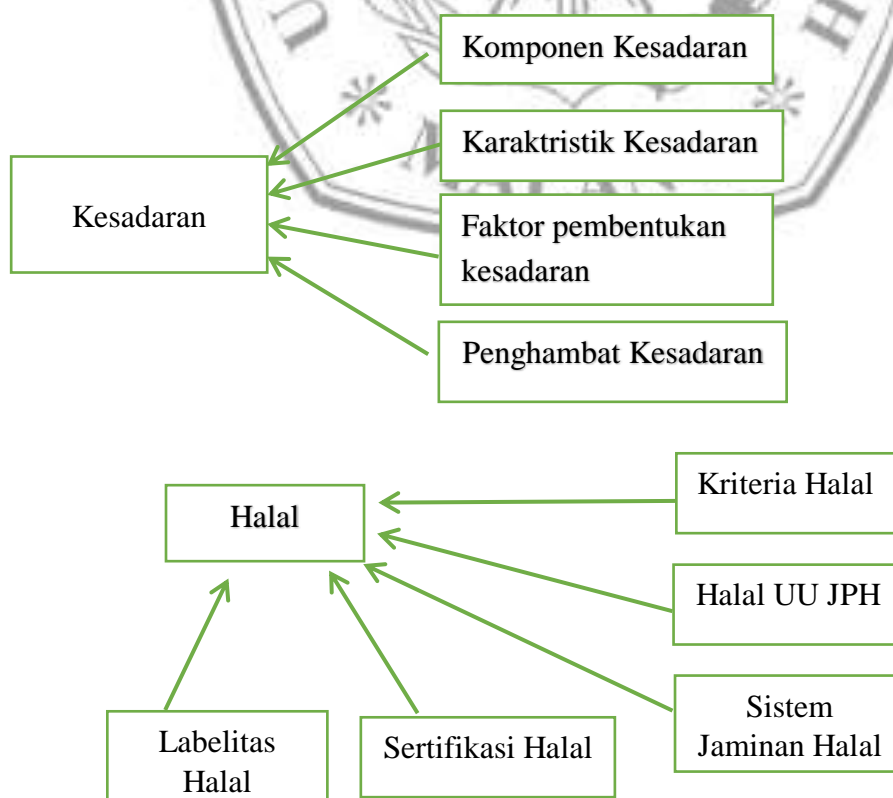 Komponen Kesadaran
Karaktristik Kesadaran
Kesadaran
Faktor pembentukan
kesadaran
Penghambat Kesadaran
Kriteria Halal
Halal
Halal UU JPH
Sistem
Jaminan Halal
Labelitas
Halal
Sertifikasi Halal